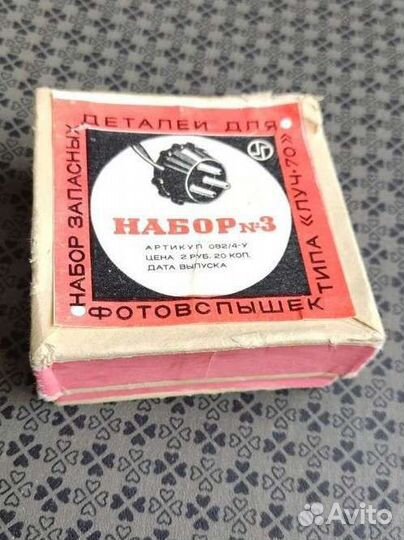 НАБОР ЗАПАСНЫХ
ДЕТАЛЕЙ ДЛЯ
ФОТОВСПЫШЕК
ТИПА «ЛУЧ-70»
НАБОР №3
АРТИКУЛ 082/4-У
ЦЕНА 2 РУБ. 20 КОП.
ДАТА ВЫПУСКА
Avito